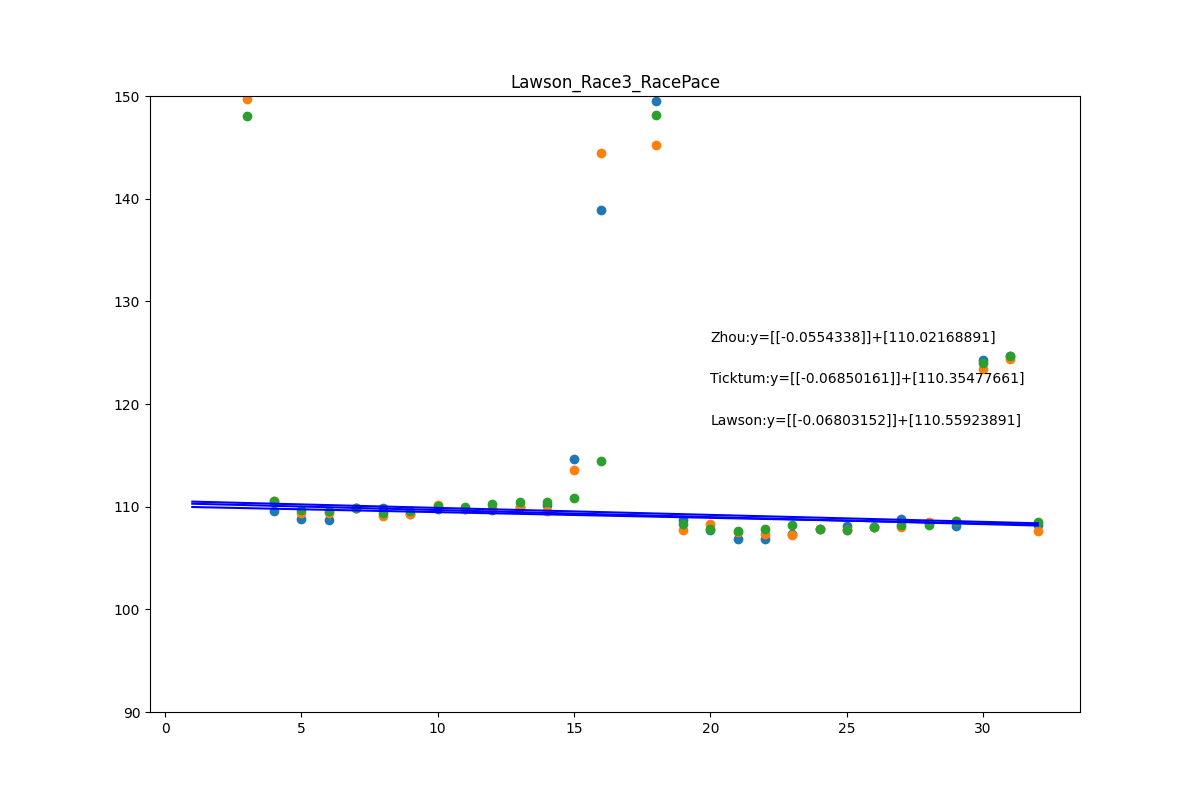 Lawson_Race3_RacePace
150
140
130
120
110
100
90
Zhou:y=[[-0.0554338]]+[110.02168891]
Ticktum:y=[[-0.06850161]]+[110.35477661]
Lawson:y=[[-0.06803152]]+[110.55923891]
0 5 10 15 20 25 30